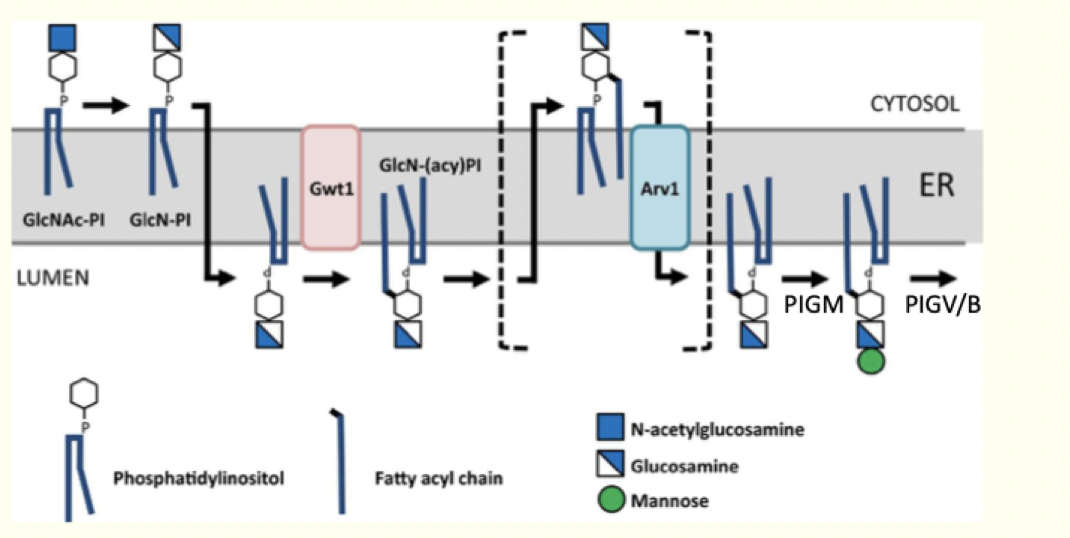 P
P
P
CYTOSOL
GlcN-(acy)PI
Gwt1
Arv1
ER
GlcNAc-PI
GlcN-PI
LUMEN
P
P
P
P
PIGM
PIGV/B
P
Phosphatidylinositol
Fatty acyl chain
N-acetylglucosamine
Glucosamine
Mannose